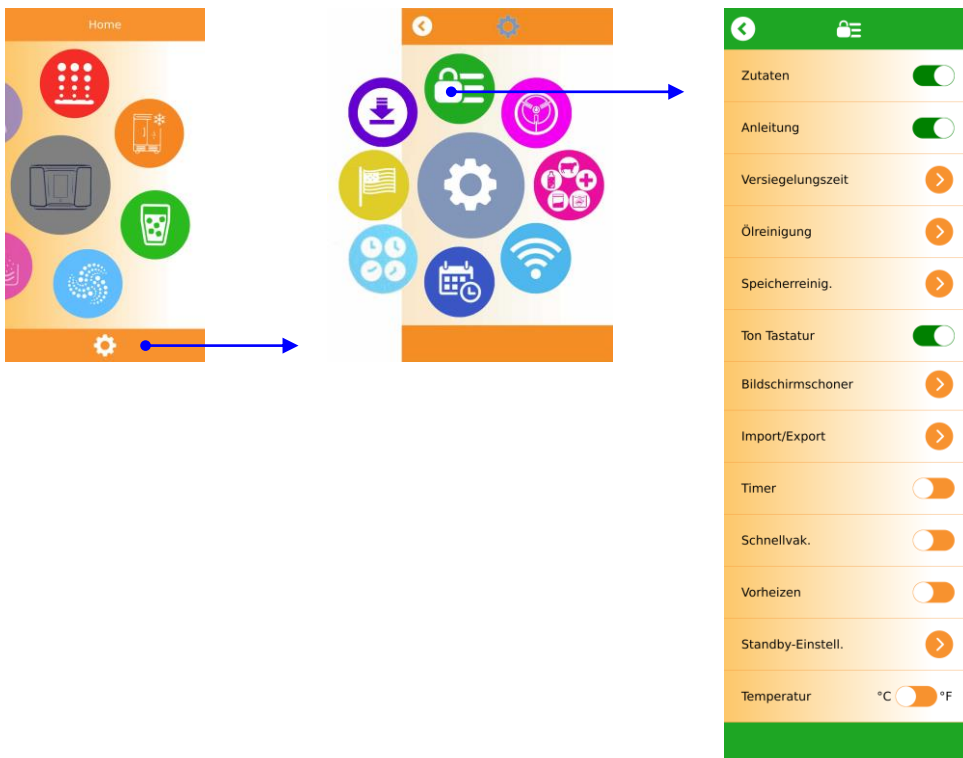 Home
Zutaten
Anleitung
Versiegelungszeit
Ölreinigung
Speicherreinig.
Ton Tastatur
Bildschirmschoner
Import/Export
Timer
Schnellvak.
Vorheizen
Standby-Einstell.
Temperatur °C °F